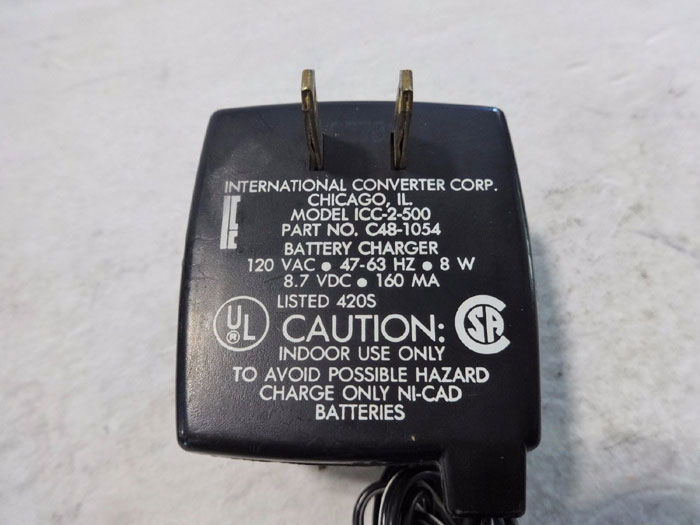 INTERNATIONAL CONVERTER CORP.
CHICAGO, IL.
MODEL ICC-2-500
PART NO. C48-1054
BATTERY CHARGER
120 VAC ● 47-63 HZ ● 8 W
8.7 VDC ● 160 MA
LISTED 420S
UL ® CAUTION: SA
INDOOR USE ONLY
TO AVOID POSSIBLE HAZARD
CHARGE ONLY NI-CAD
BATTERIES